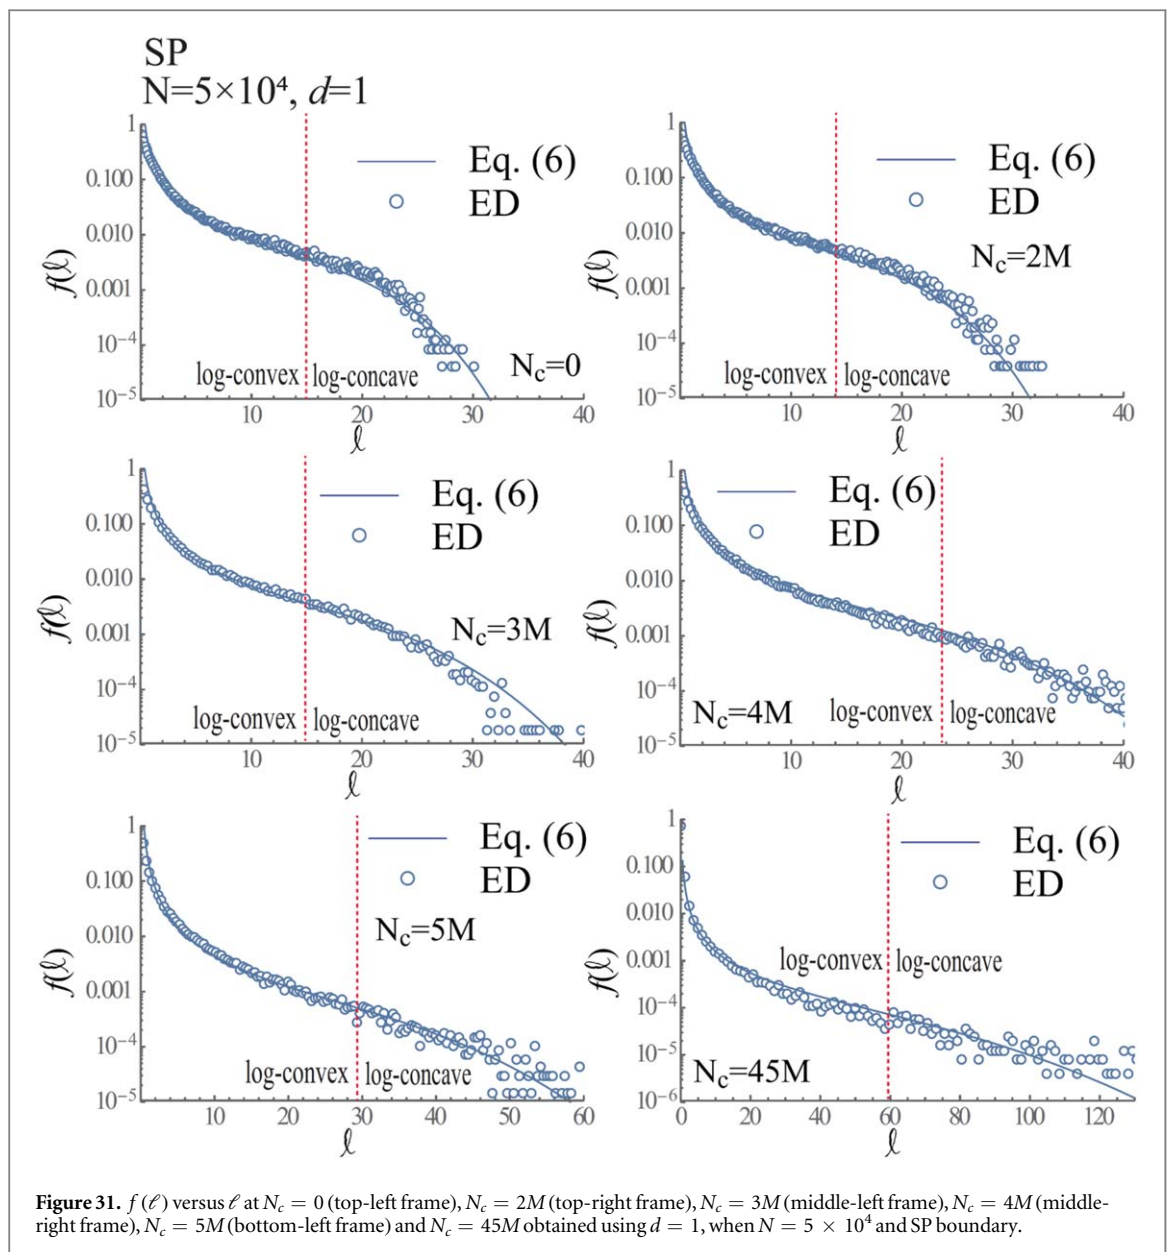 SP
N=5×10⁴, d=1
1
0.100
0.010
0.001
10⁻⁴
10⁻⁵
f(ℓ)
Eq. (6)
ED
N_c=0
log-convex
log-concave
10 20 30 40
ℓ
1
0.100
0.010
0.001
10⁻⁴
10⁻⁵
f(ℓ)
Eq. (6)
ED
N_c=2M
log-convex
log-concave
10 20 30 40
ℓ
1
0.100
0.010
0.001
10⁻⁴
10⁻⁵
f(ℓ)
Eq. (6)
ED
N_c=3M
log-convex
log-concave
10 20 30 40
ℓ
1
0.100
0.010
0.001
10⁻⁴
10⁻⁵
f(ℓ)
Eq. (6)
ED
N_c=4M
log-convex
log-concave
10 20 30 40
ℓ
1
0.100
0.010
0.001
10⁻⁴
10⁻⁵
f(ℓ)
Eq. (6)
ED
N_c=5M
log-convex
log-concave
10 20 30 40 50 60
ℓ
1
0.100
0.010
0.001
10⁻⁴
10⁻⁵
10⁻⁶
f(ℓ)
Eq. (6)
ED
log-convex
log-concave
N_c=45M
0 20 40 60 80 100 120
ℓ
Figure 31. f (ℓ) versus ℓ at N_c = 0 (top-left frame), N_c = 2M (top-right frame), N_c = 3M (middle-left frame), N_c = 4M (middle-
right frame), N_c = 5M (bottom-left frame) and N_c = 45M obtained using d = 1, when N = 5 × 10⁴ and SP boundary.